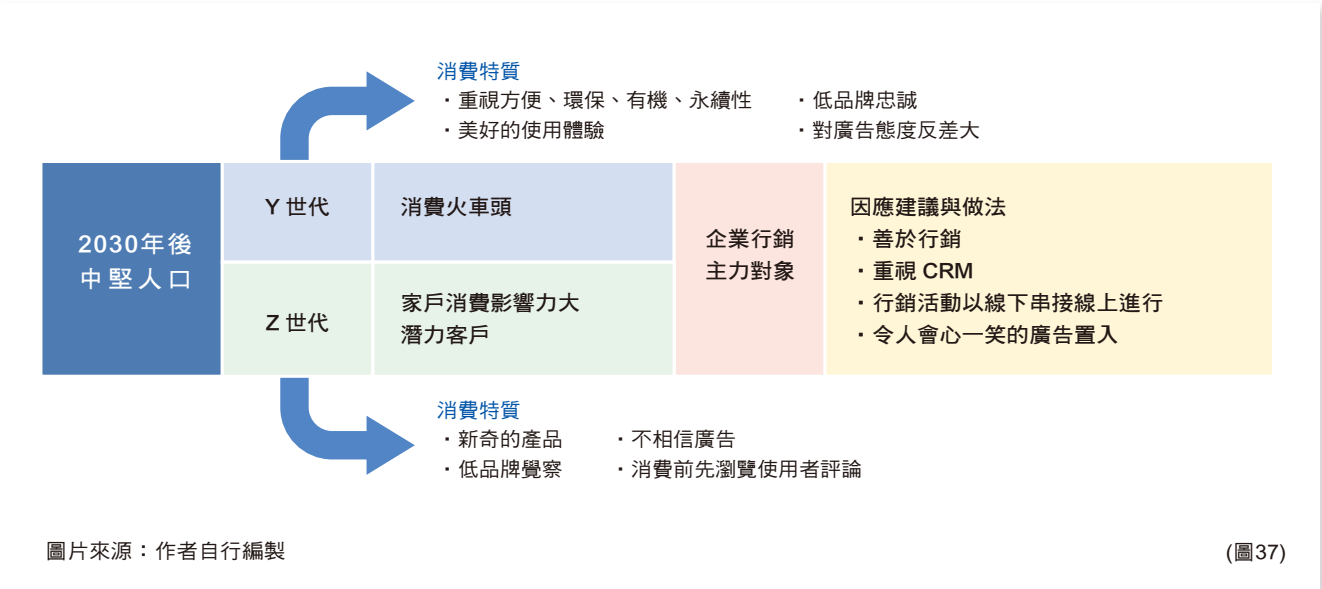 消費特質
・重視方便、環保、有機、永續性 ・低品牌忠誠
・美好的使用體驗 ・對廣告態度反差大
2030年後
中堅人口
Y 世代
消費火車頭
Z 世代
家戶消費影響力大
潛力客戶
企業行銷
主力對象
因應建議與做法
・善於行銷
・重視 CRM
・行銷活動以線下串接線上進行
・令人會心一笑的廣告置入
消費特質
・新奇的產品 ・不相信廣告
・低品牌覺察 ・消費前先瀏覽使用者評論
圖片來源：作者自行編製
(圖37)